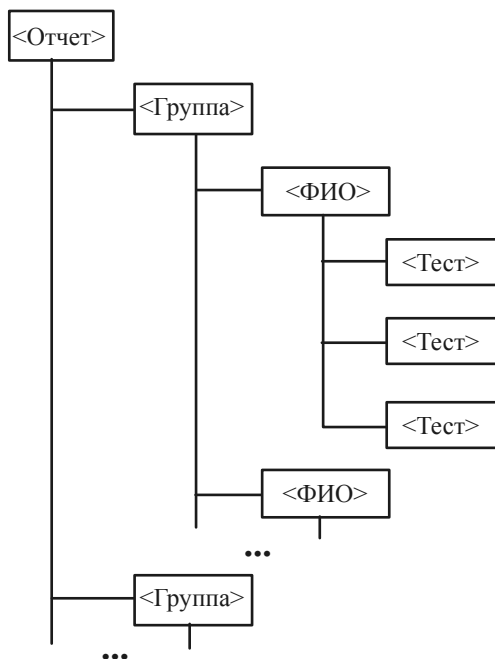 <Отчет>
<Группа>
<ФИО>
<Тест>
<Тест>
<Тест>
<ФИО>
...
<Группа>
...